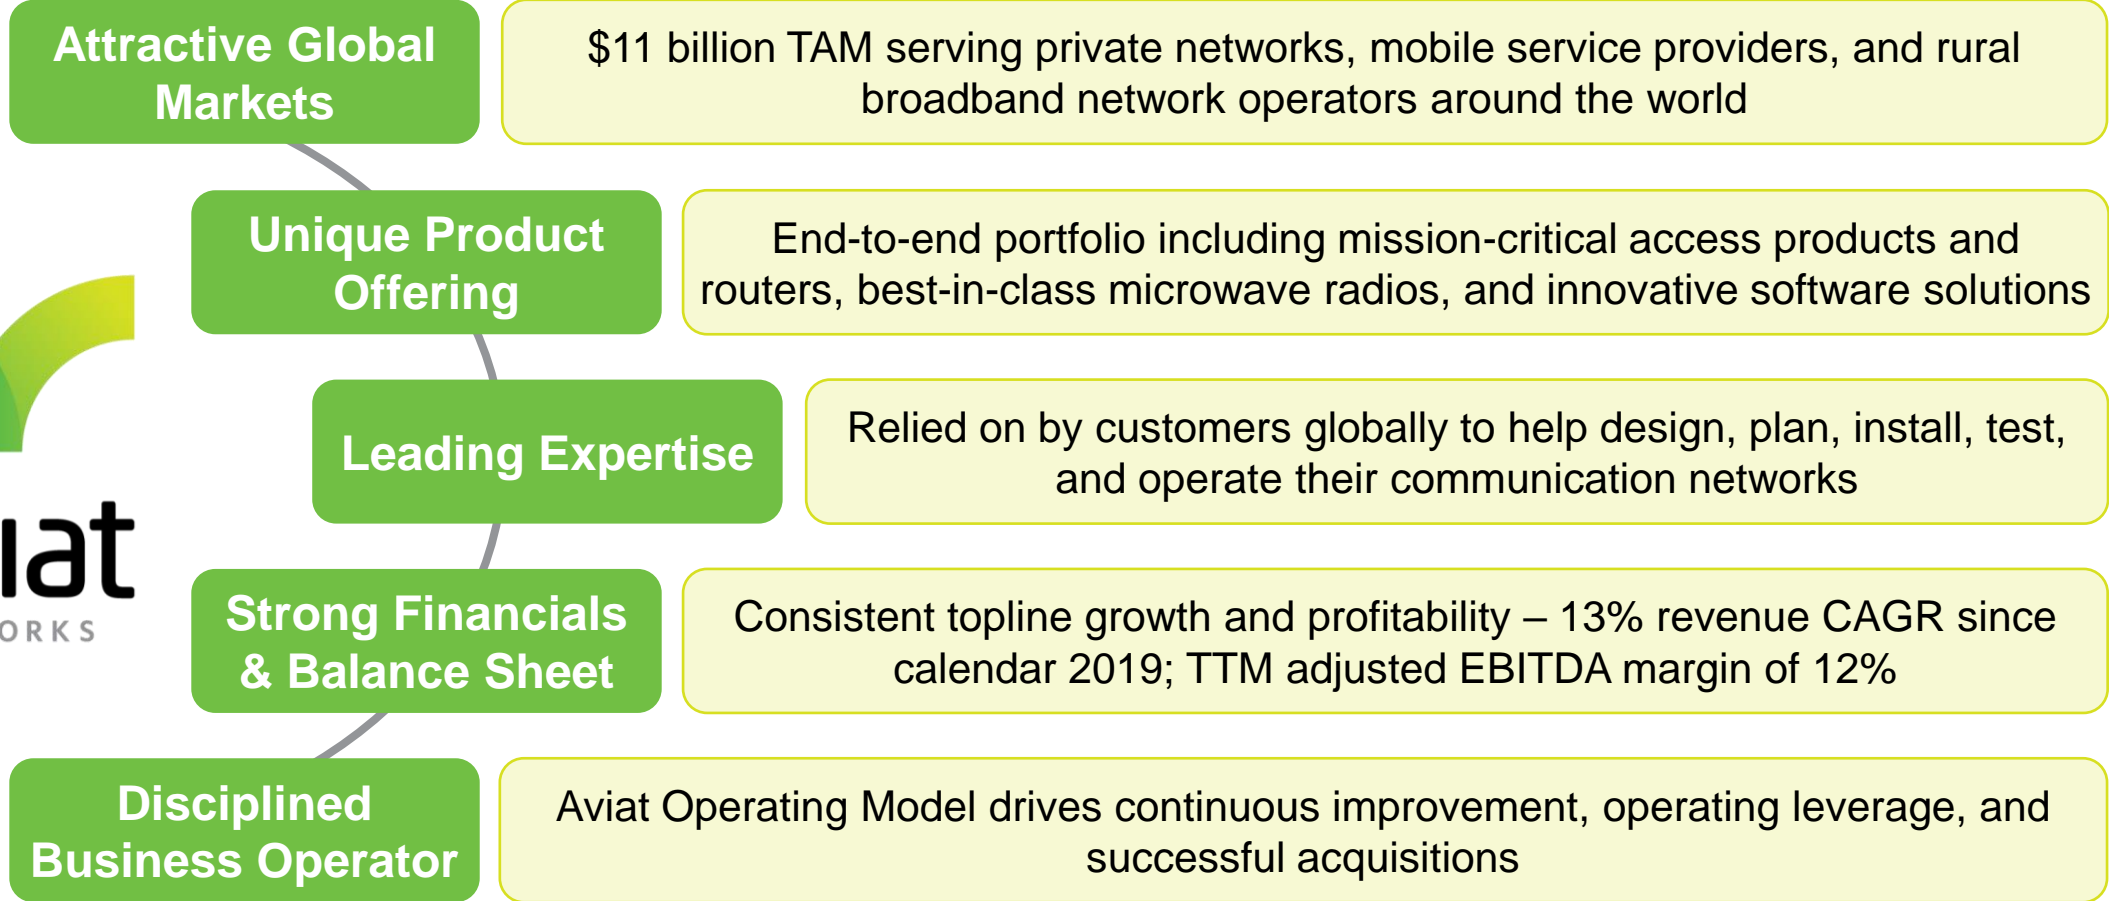 Attractive Global
Markets
$11 billion TAM serving private networks, mobile service providers, and rural
broadband network operators around the world
Unique Product
Offering
End-to-end portfolio including mission-critical access products and
routers, best-in-class microwave radios, and innovative software solutions
Leading Expertise
Relied on by customers globally to help design, plan, install, test,
and operate their communication networks
iat
ORKS
Strong Financials
& Balance Sheet
Consistent topline growth and profitability – 13% revenue CAGR since
calendar 2019; TTM adjusted EBITDA margin of 12%
Disciplined
Business Operator
Aviat Operating Model drives continuous improvement, operating leverage, and
successful acquisitions